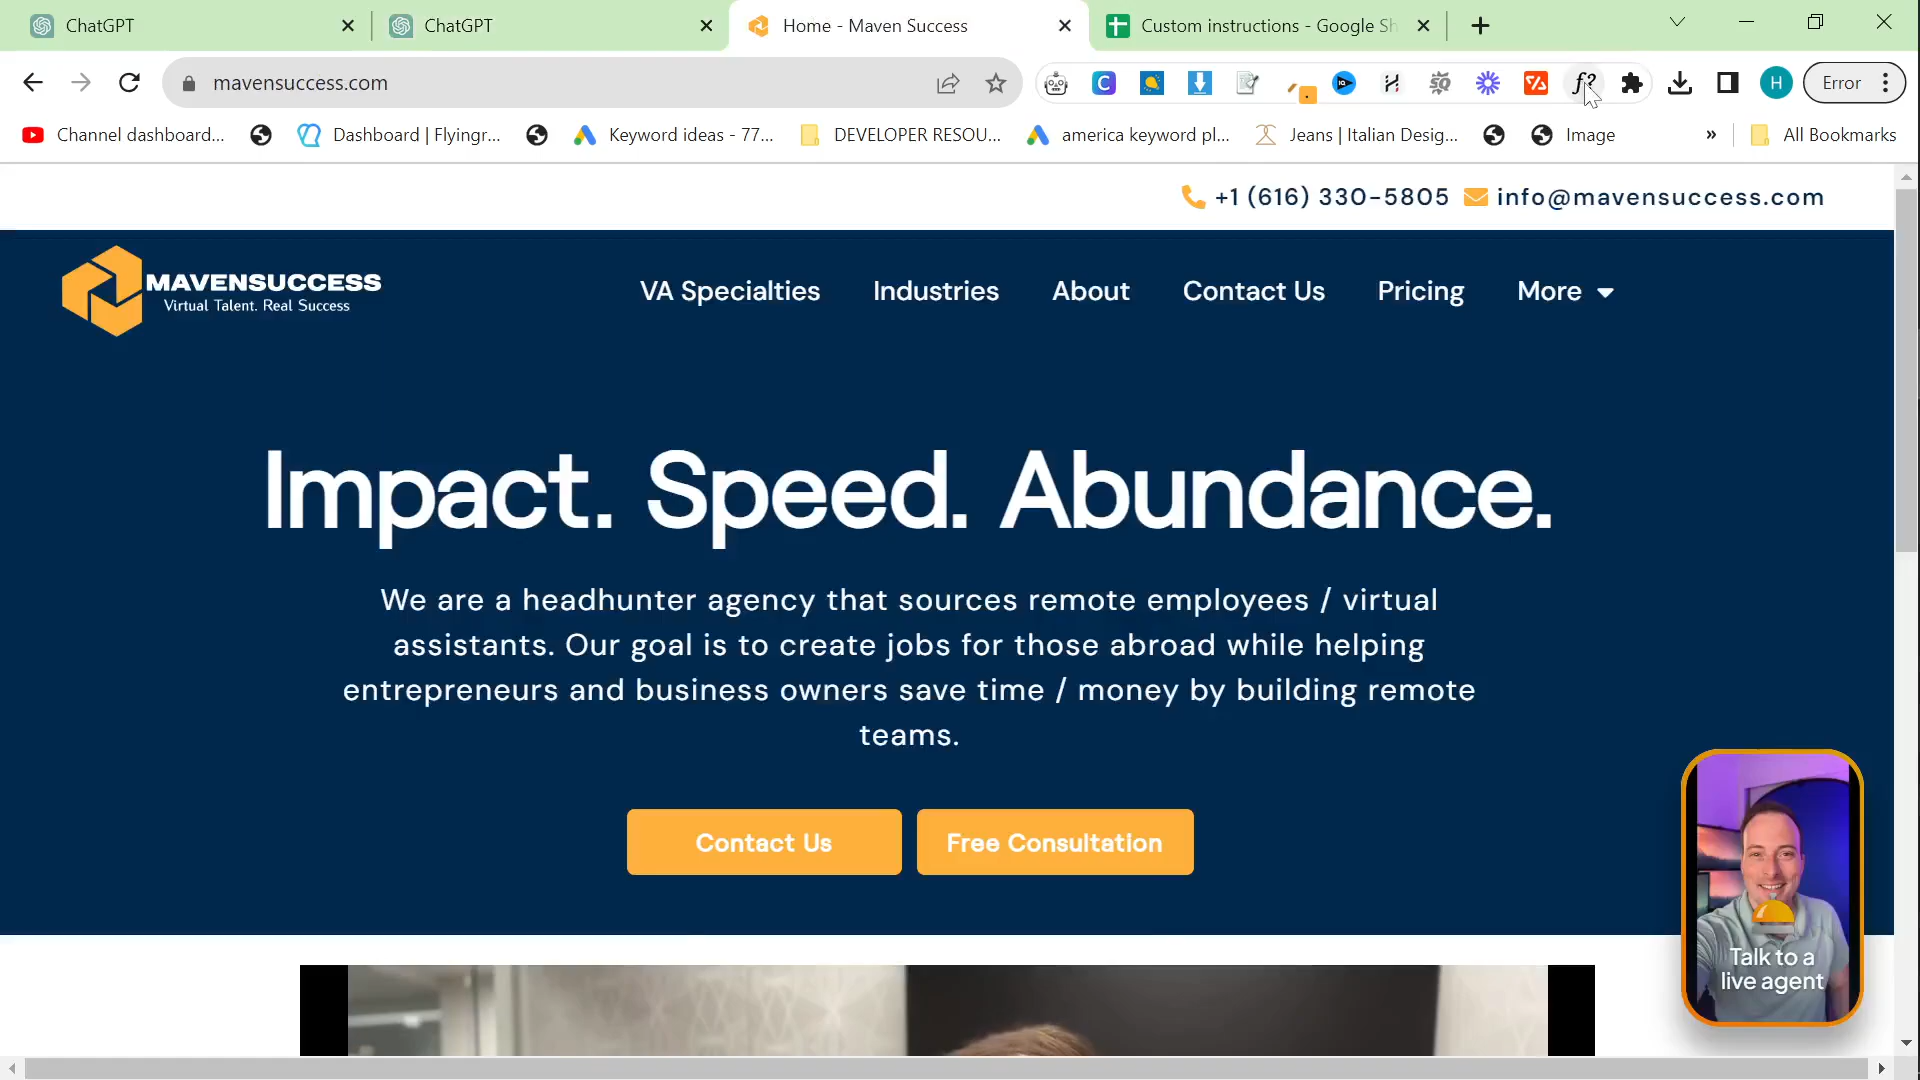 ChatGPT
ChatGPT
Home - Maven Success
Custom instructions - Google Sh
mavensuccess.com
C
f?
H
Error
Channel dashboard...
Dashboard | Flyingr...
Keyword ideas - 77...
DEVELOPER RESOU...
america keyword pl...
Jeans | Italian Desig...
Image
»
All Bookmarks
+1 (616) 330-5805
info@mavensuccess.com
MAVENSUCCESS
Virtual Talent. Real Success
VA Specialties
Industries
About
Contact Us
Pricing
More
Impact. Speed. Abundance.
We are a headhunter agency that sources remote employees / virtual
assistants. Our goal is to create jobs for those abroad while helping
entrepreneurs and business owners save time / money by building remote
teams.
Contact Us
Free Consultation
Talk to a
live agent